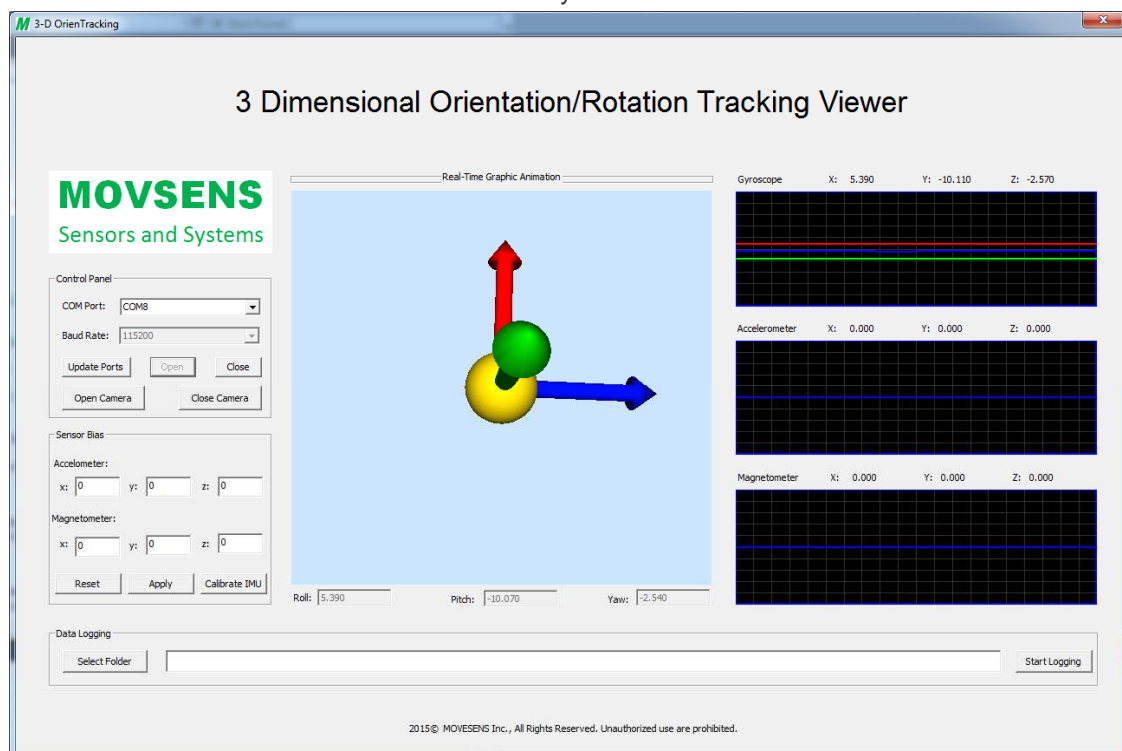 3-D OrienTracking
3 Dimensional Orientation/Rotation Tracking Viewer
MOVSENS
Sensors and Systems
Control Panel
COM Port: COM8
Baud Rate: 115200
Update Ports Open Close
Open Camera Close Camera
Sensor Bias
Accelometer:
x: 0 y: 0 z: 0
Magnetometer:
x: 0 y: 0 z: 0
Reset Apply Calibrate IMU
Real-Time Graphic Animation
Roll: 5.390 Pitch: -10.070 Yaw: -2.540
Gyroscope X: 5.390 Y: -10.110 Z: -2.570
Accelerometer X: 0.000 Y: 0.000 Z: 0.000
Magnetometer X: 0.000 Y: 0.000 Z: 0.000
Data Logging
Select Folder Start Logging
2015© MOVESENS Inc., All Rights Reserved. Unauthorized use are prohibited.